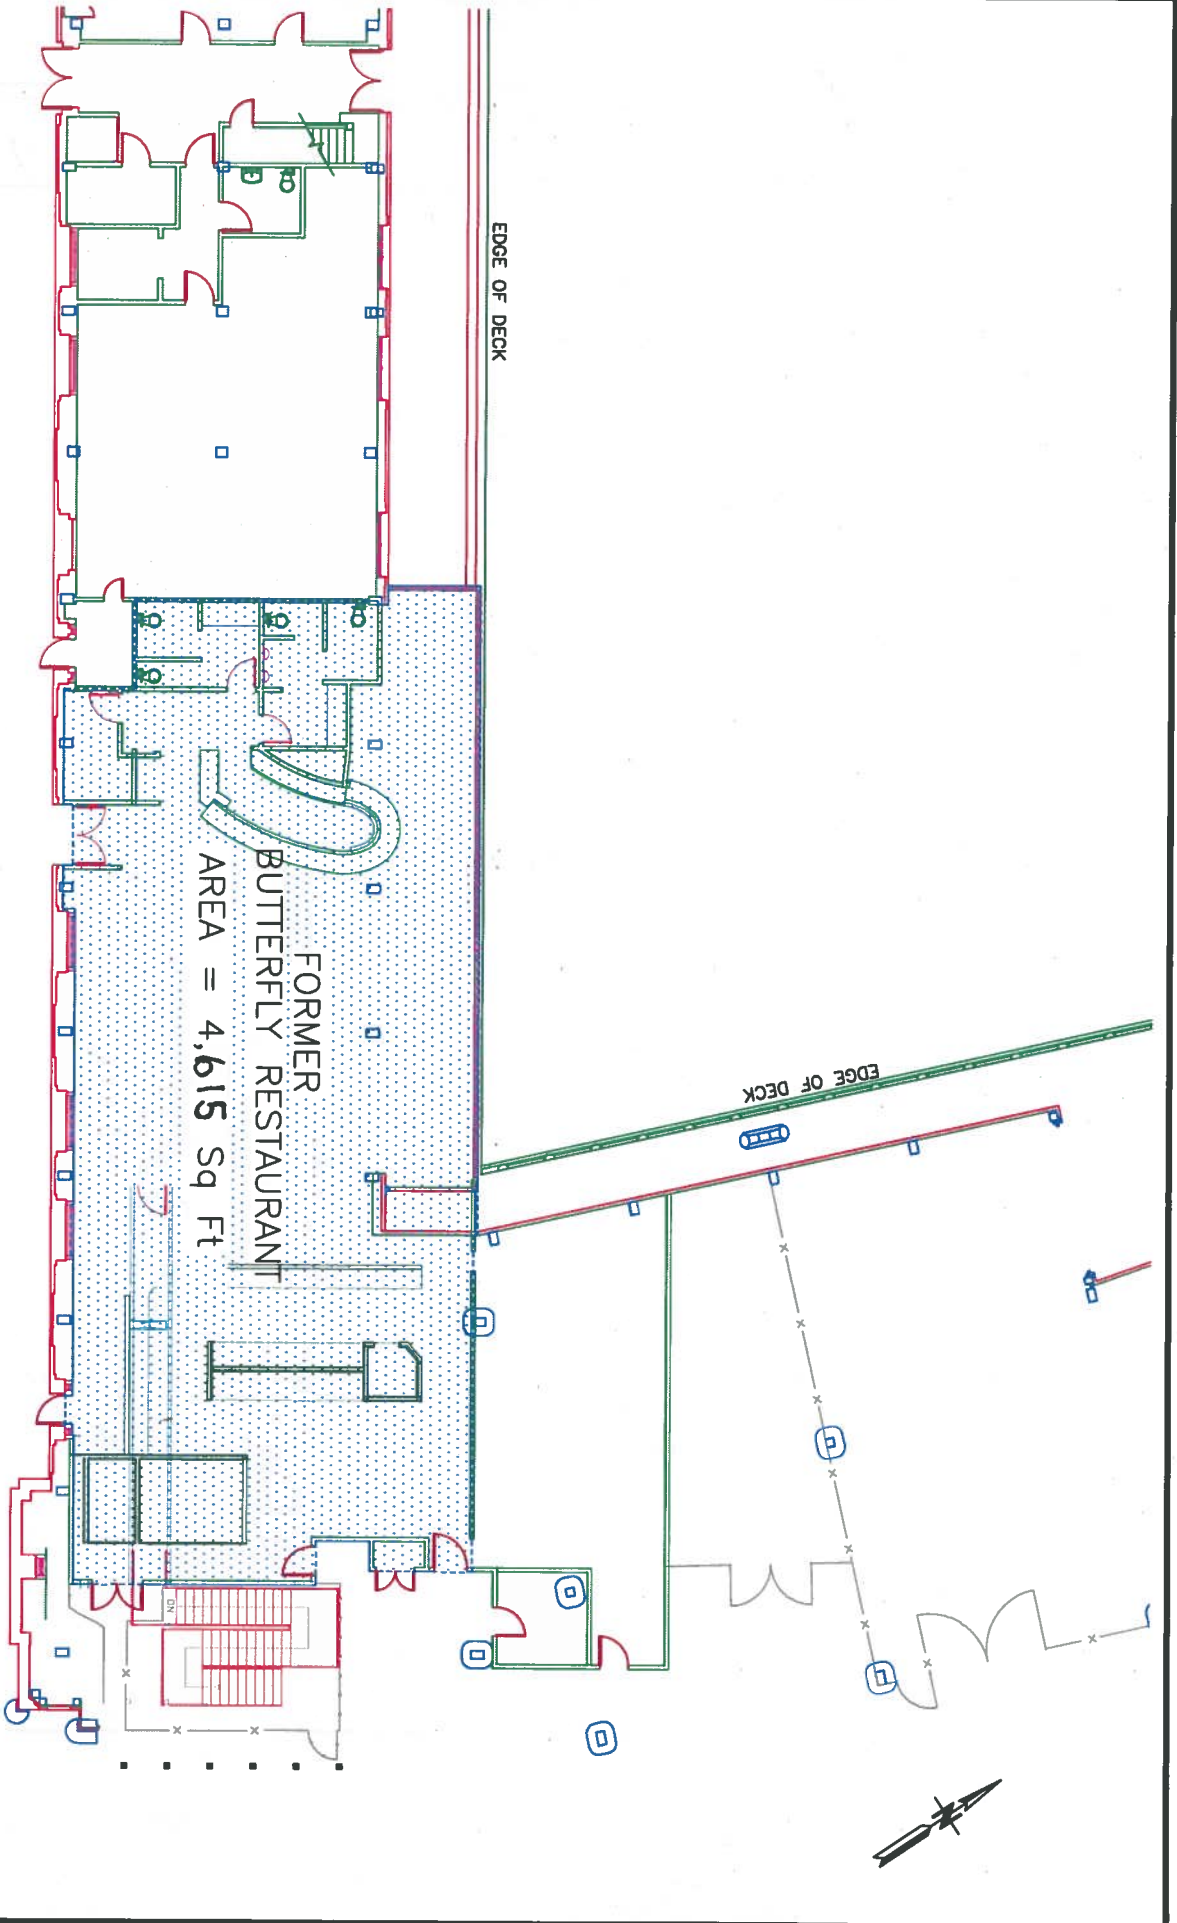 EDGE OF DECK
FORMER
BUTTERFLY RESTAURANT
AREA = 4,615 Sq Ft
EDGE OF DECK
DN
N